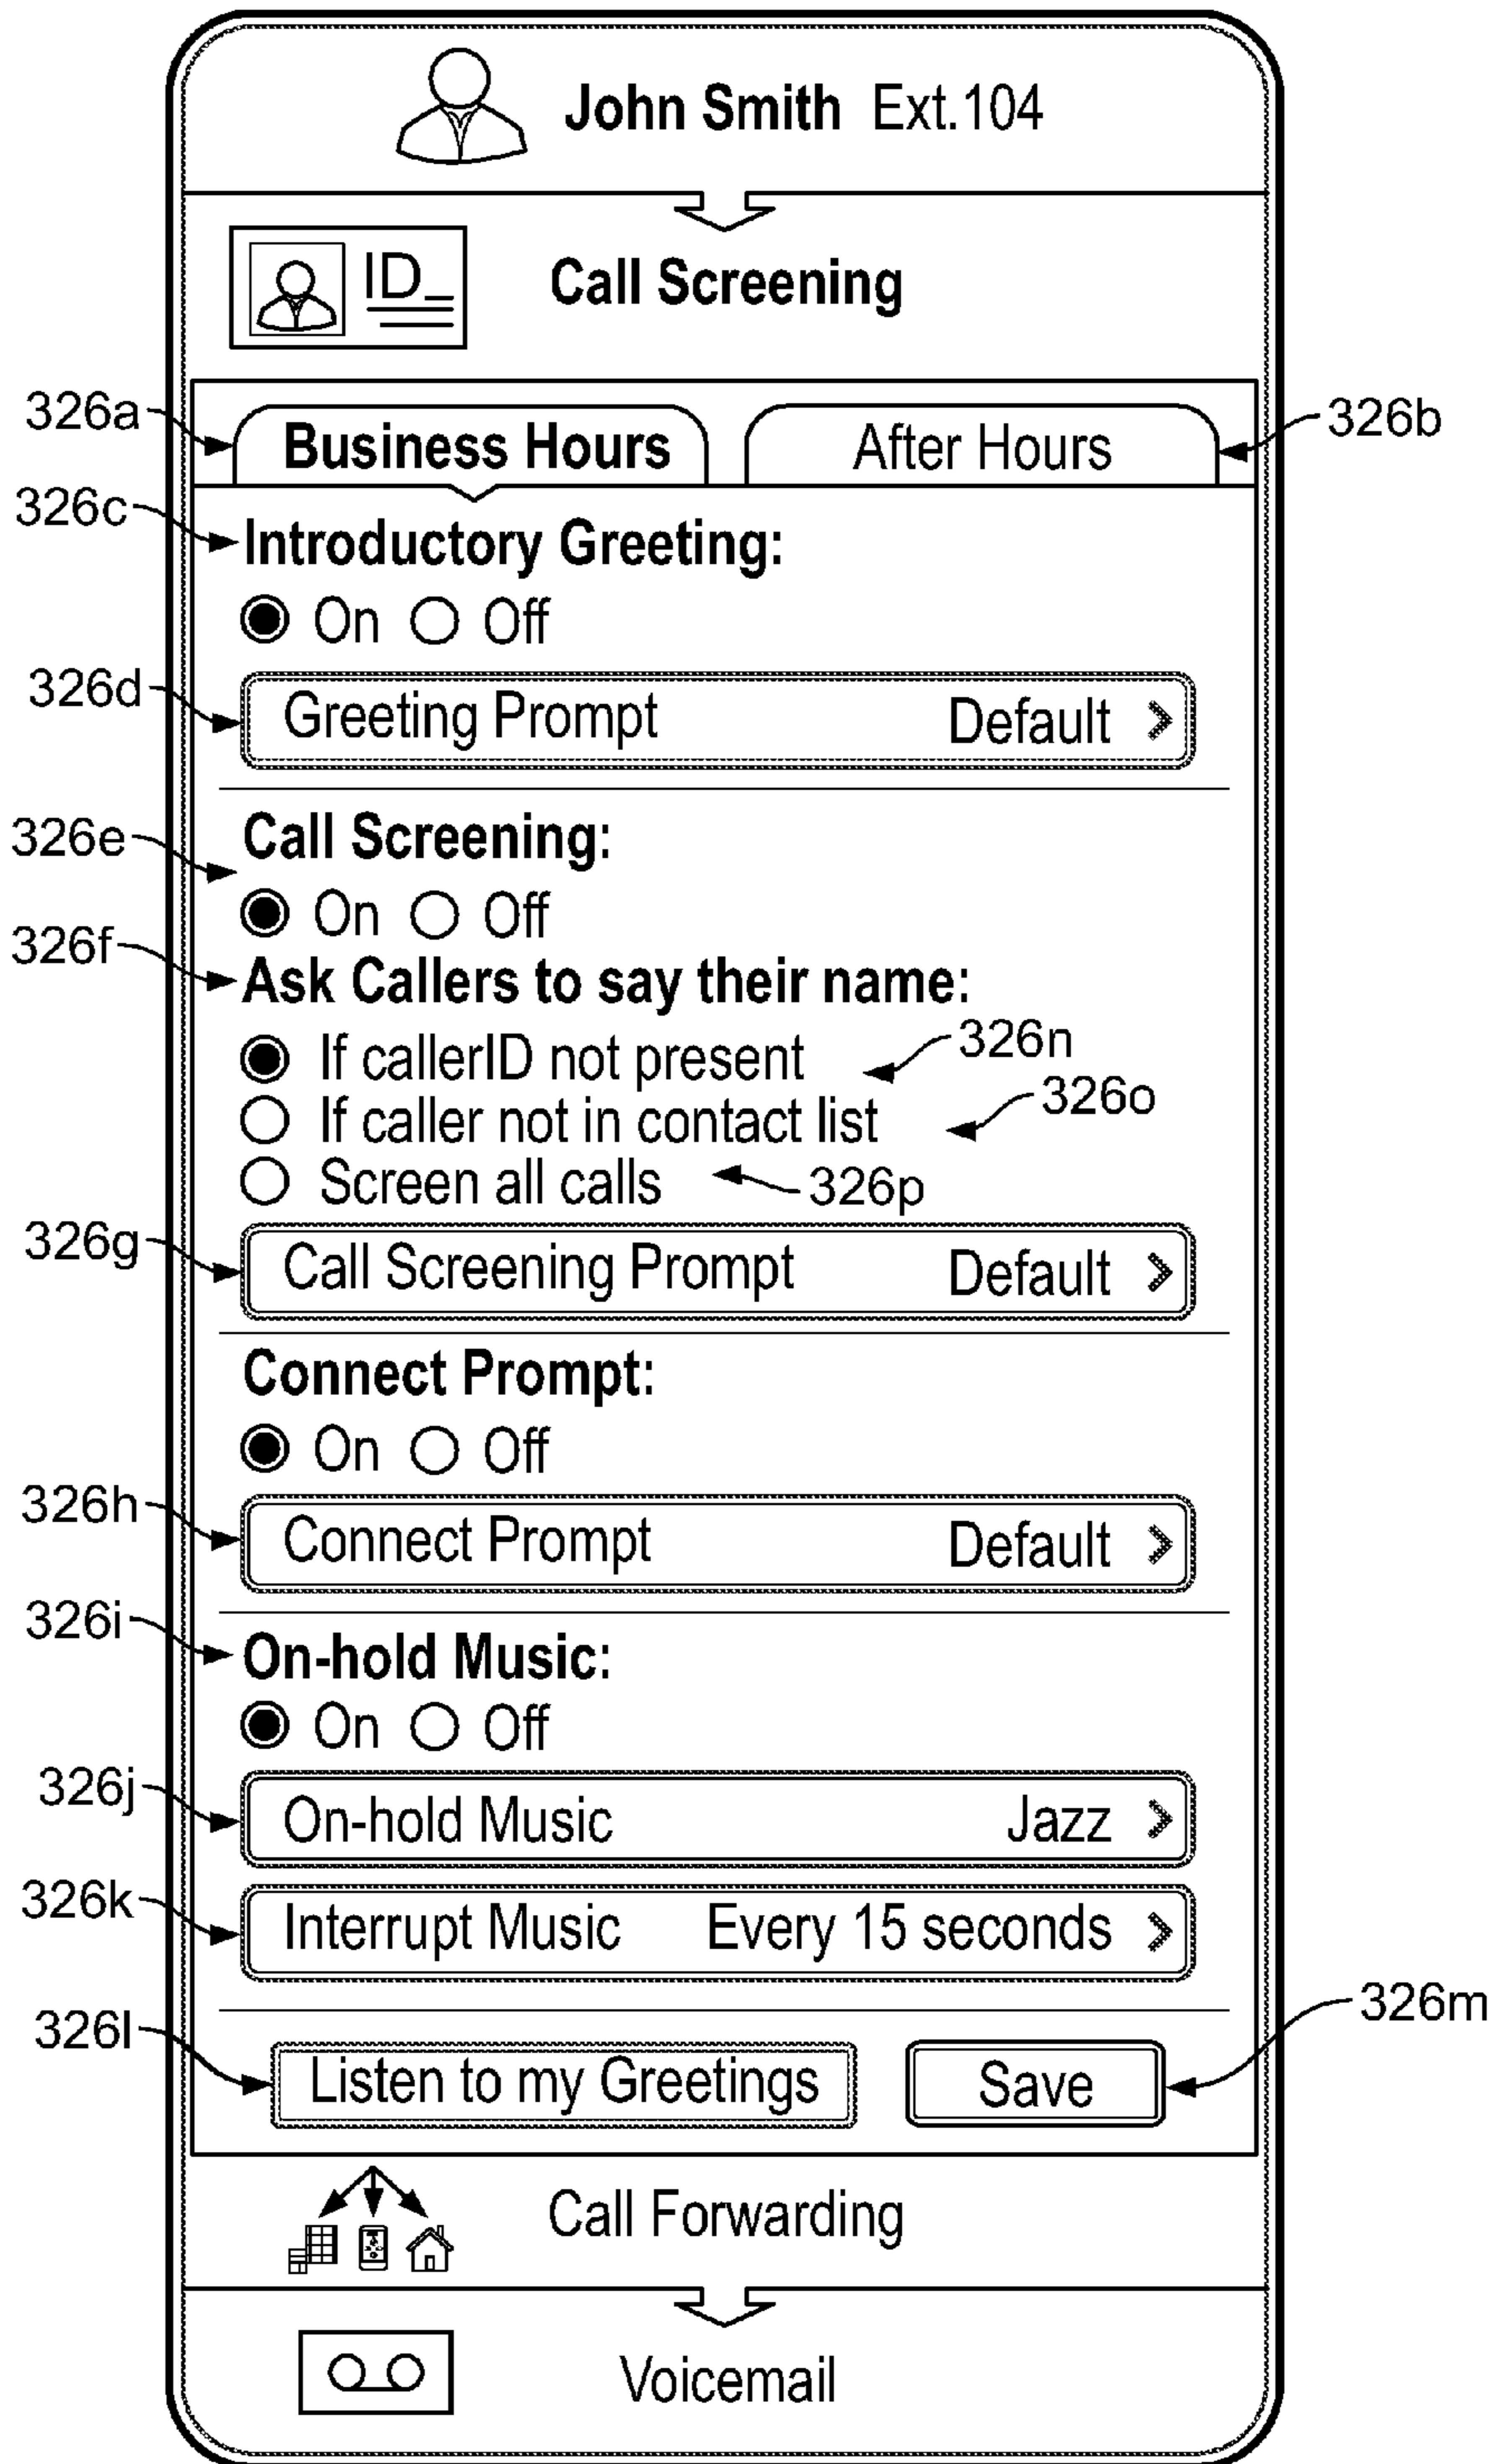 John Smith Ext.104
ID_
Call Screening
326a
Business Hours
After Hours
326b
326c
Introductory Greeting:
On Off
326d
Greeting Prompt Default >
Call Screening:
326e
On Off
326f
Ask Callers to say their name:
If callerID not present
326n
If caller not in contact list
326o
Screen all calls
326p
326g
Call Screening Prompt Default >
Connect Prompt:
On Off
326h
Connect Prompt Default >
326i
On-hold Music:
On Off
326j
On-hold Music Jazz >
326k
Interrupt Music Every 15 seconds >
326l
Listen to my Greetings
Save
326m
Call Forwarding
Voicemail